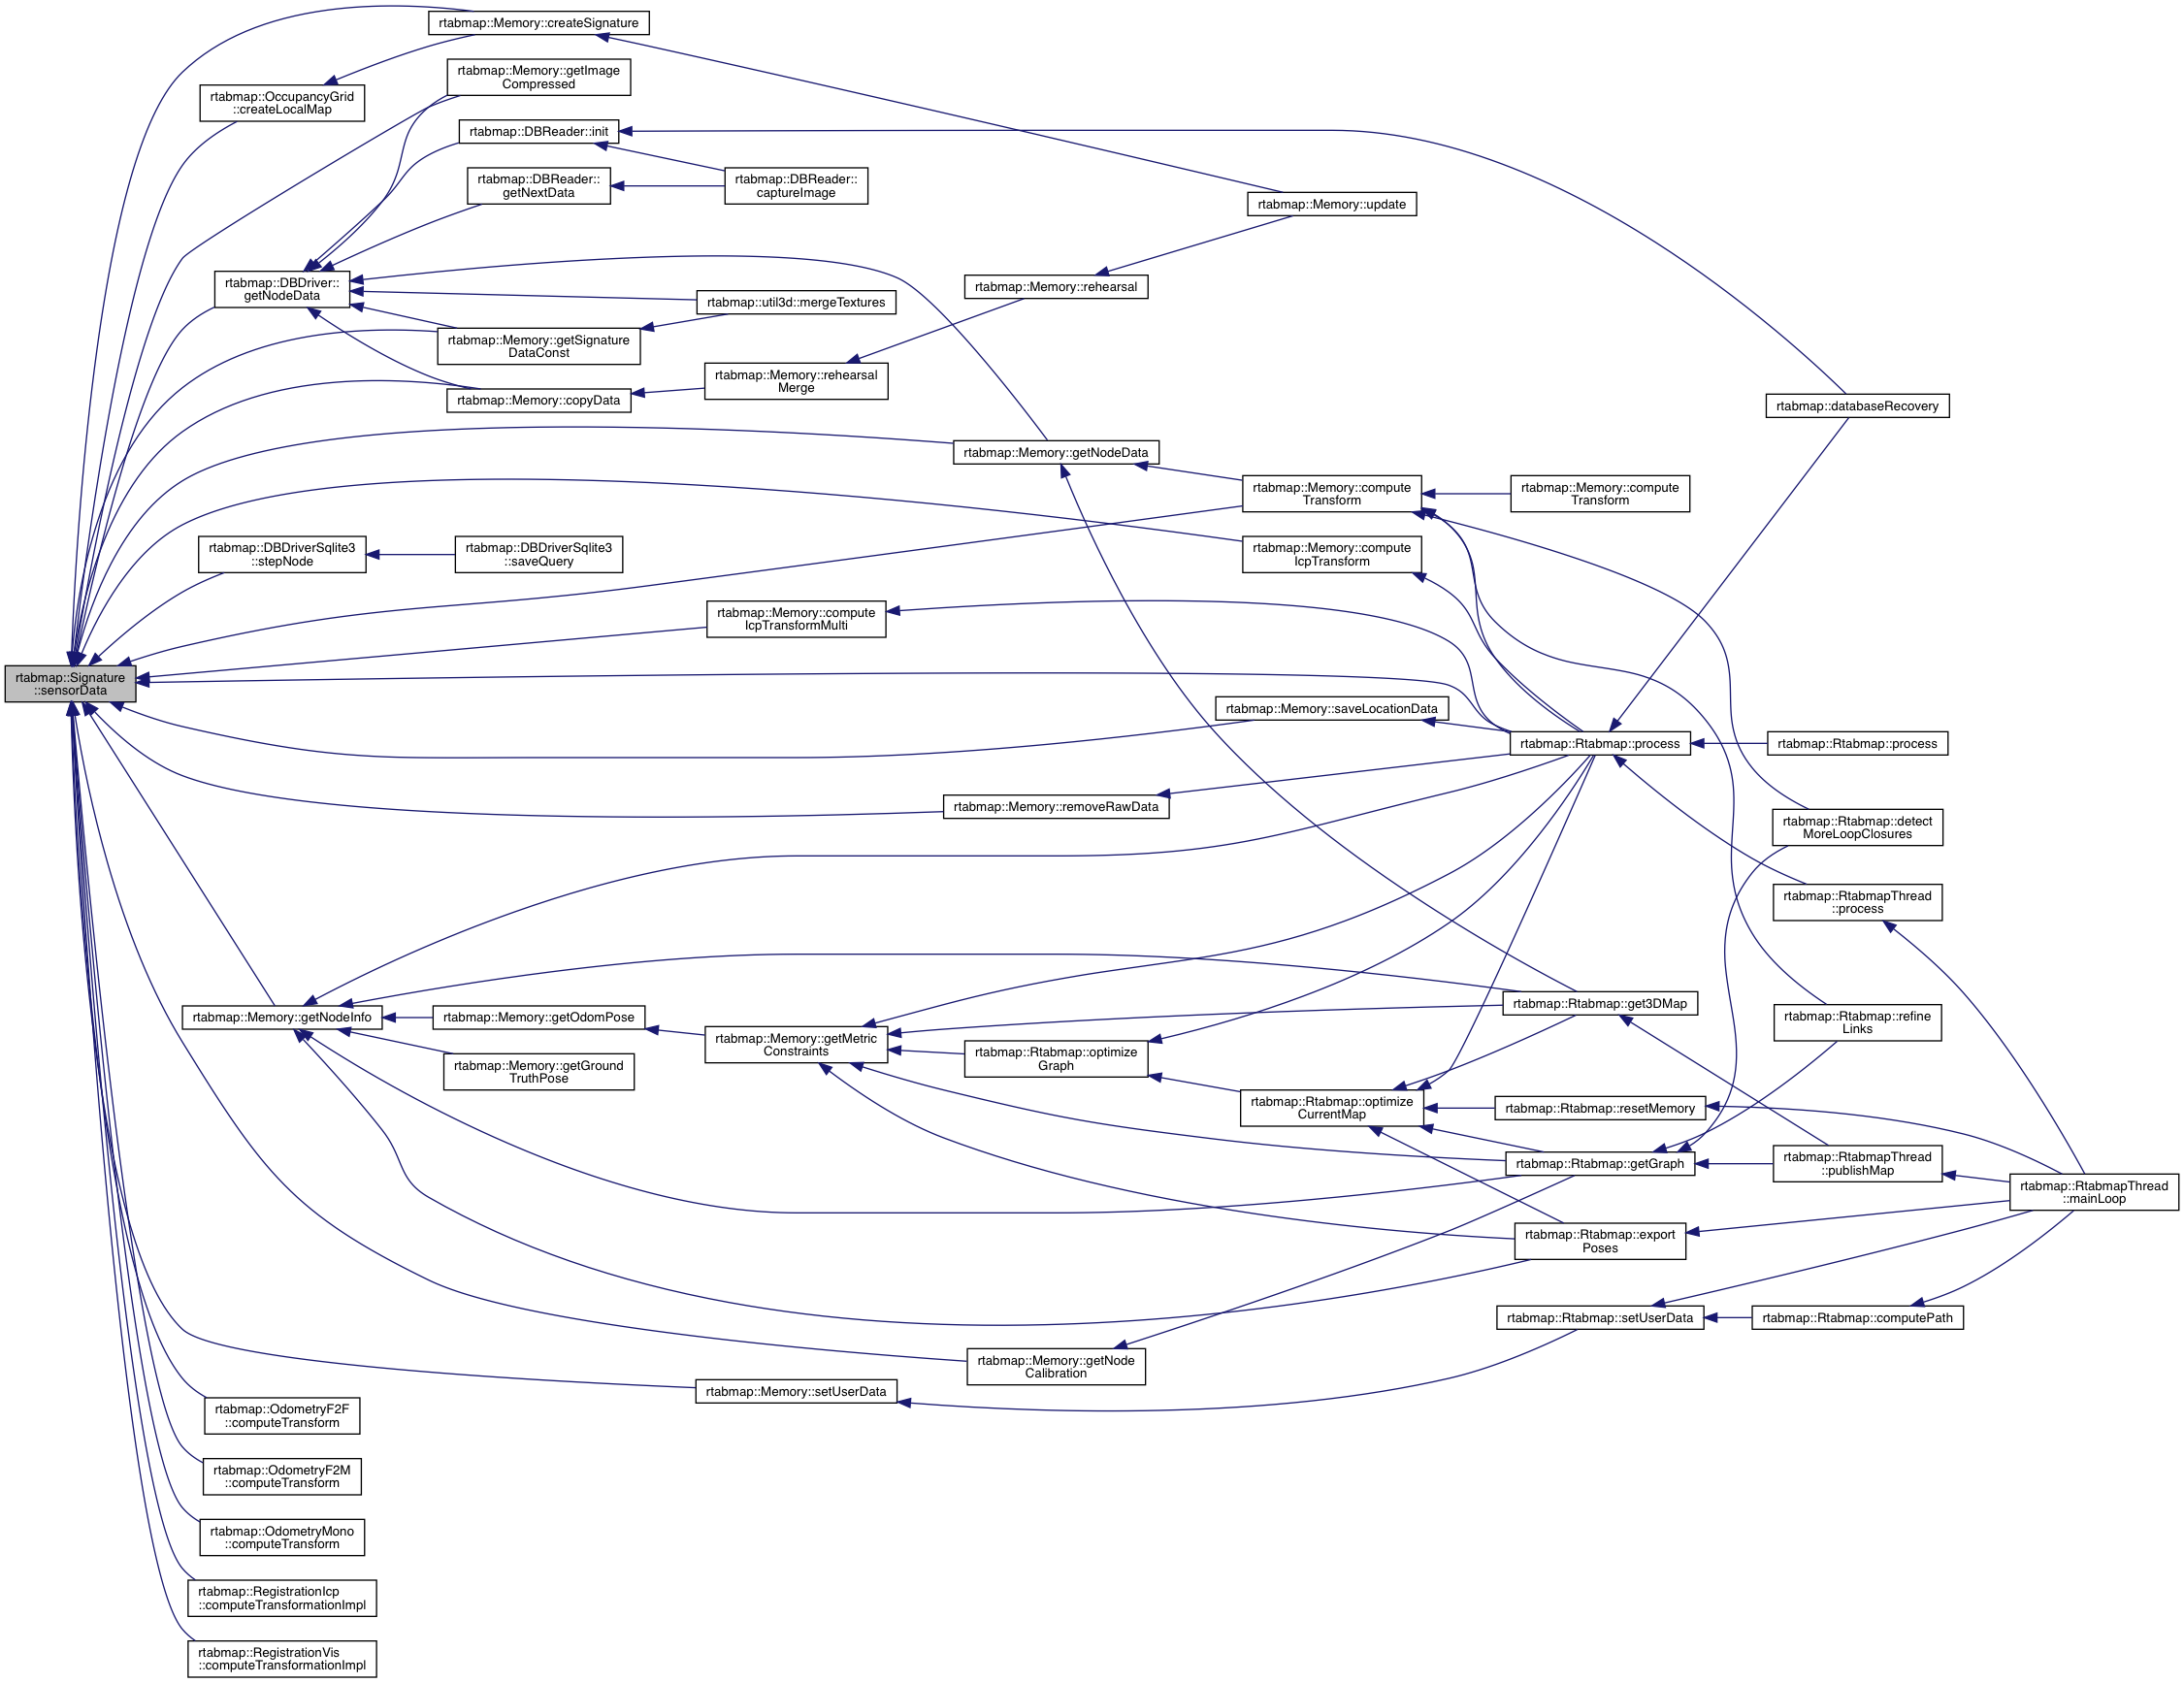 rtabmap::Memory::createSignature
rtabmap::Memory::getImage
Compressed
rtabmap::OccupancyGrid
::createLocalMap
rtabmap::DBReader::init
rtabmap::DBReader::
getNextData
rtabmap::DBReader::
captureImage
rtabmap::Memory::update
rtabmap::DBDriver::
getNodeData
rtabmap::Memory::rehearsal
rtabmap::util3d::mergeTextures
rtabmap::Memory::getSignature
DataConst
rtabmap::Memory::rehearsal
Merge
rtabmap::Memory::copyData
rtabmap::databaseRecovery
rtabmap::Memory::getNodeData
rtabmap::Memory::compute
Transform
rtabmap::Memory::compute
Transform
rtabmap::DBDriverSqlite3
::stepNode
rtabmap::DBDriverSqlite3
::saveQuery
rtabmap::Memory::compute
IcpTransform
rtabmap::Memory::compute
IcpTransformMulti
rtabmap::Signature
::sensorData
rtabmap::Memory::saveLocationData
rtabmap::Rtabmap::process
rtabmap::Rtabmap::process
rtabmap::Memory::removeRawData
rtabmap::Rtabmap::detect
MoreLoopClosures
rtabmap::RtabmapThread
::process
rtabmap::Memory::getNodeInfo
rtabmap::Memory::getOdomPose
rtabmap::Rtabmap::get3DMap
rtabmap::Rtabmap::refine
Links
rtabmap::Memory::getMetric
Constraints
rtabmap::Rtabmap::optimize
Graph
rtabmap::Memory::getGround
TruthPose
rtabmap::Rtabmap::optimize
CurrentMap
rtabmap::Rtabmap::resetMemory
rtabmap::Rtabmap::getGraph
rtabmap::RtabmapThread
::publishMap
rtabmap::RtabmapThread
::mainLoop
rtabmap::Rtabmap::export
Poses
rtabmap::Rtabmap::setUserData
rtabmap::Rtabmap::computePath
rtabmap::Memory::getNode
Calibration
rtabmap::Memory::setUserData
rtabmap::OdometryF2F
::computeTransform
rtabmap::OdometryF2M
::computeTransform
rtabmap::OdometryMono
::computeTransform
rtabmap::RegistrationIcp
::computeTransformationImpl
rtabmap::RegistrationVis
::computeTransformationImpl